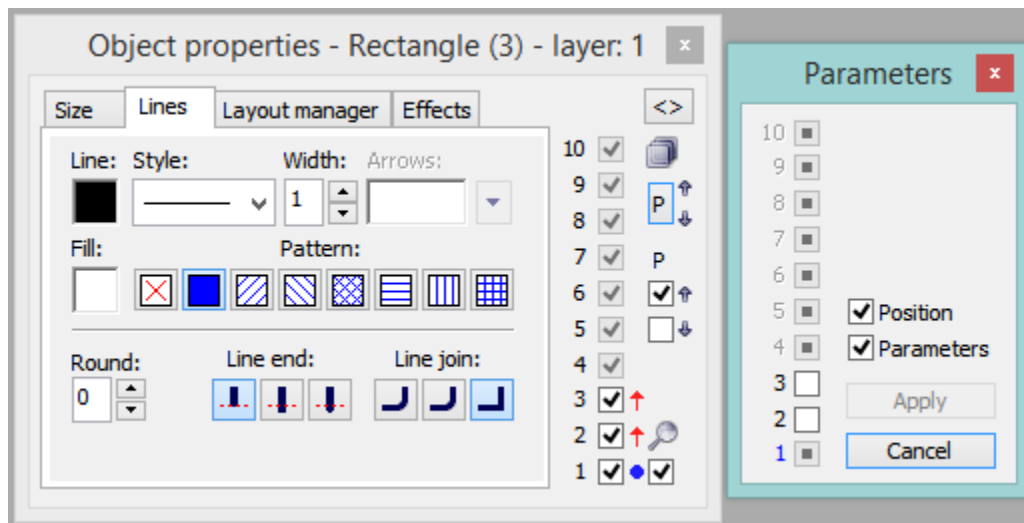 Object properties - Rectangle (3) - layer: 1 x
Size Lines Layout manager Effects <>
Line: Style: Width: Arrows:
1
Fill: Pattern:
Round: Line end: Line join:
0
10
9 P
8
7 P
6
5
4
3
2
1
Parameters x
10
9
8
7
6
5 Position
4 Parameters
3 Apply
2
1 Cancel